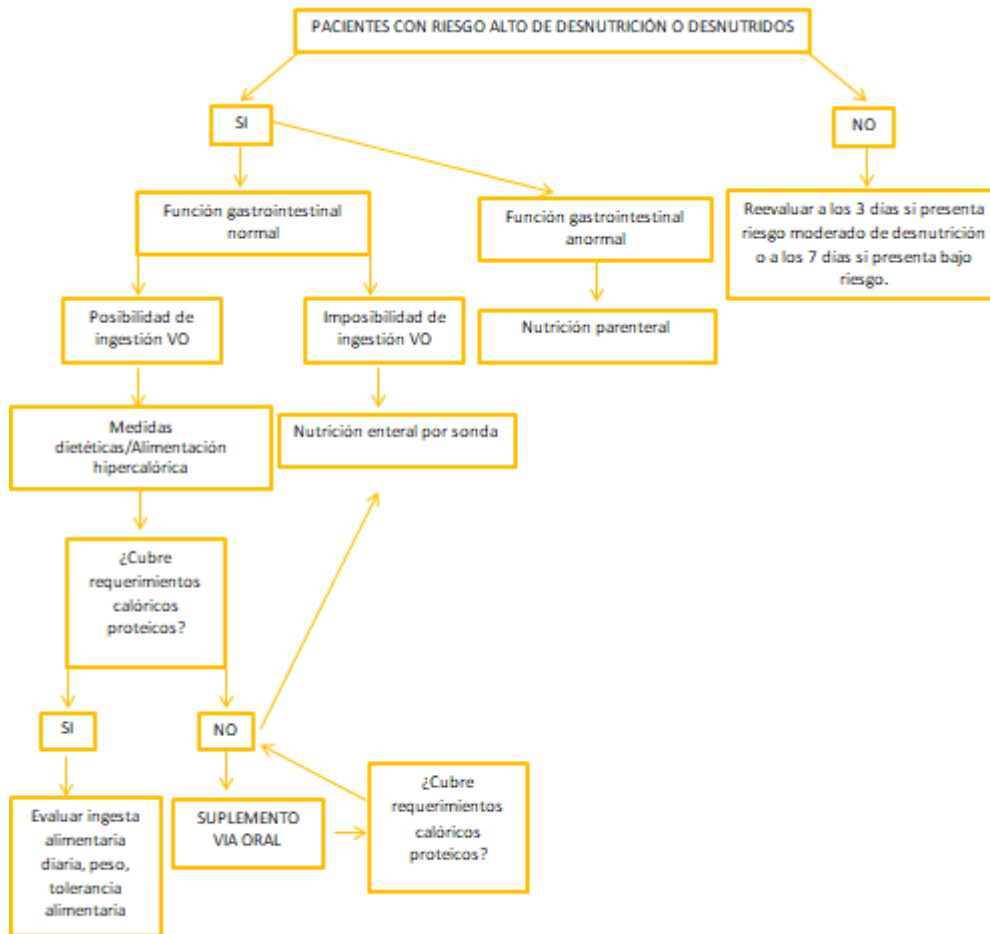 PACIENTES CON RIESGO ALTO DE DESNUTRICIÓN O DESNUTRIDOS
SI
NO
Función gastrointestinal
normal
Función gastrointestinal
anormal
Reevaluar a los 3 días si presenta
riesgo moderado de desnutrición
o a los 7 días si presenta bajo
riesgo.
Posibilidad de
ingestión VO
Imposibilidad de
ingestión VO
Nutrición parenteral
Medidas
dietéticas/Alimentación
hipercalórica
Nutrición enteral por sonda
¿Cubre
requerimientos
calóricos
proteicos?
SI
NO
¿Cubre
requerimientos
calóricos
proteicos?
Evaluar ingesta
alimentaria
diaria, peso,
tolerancia
alimentaria
SUPLEMENTO
VIA ORAL